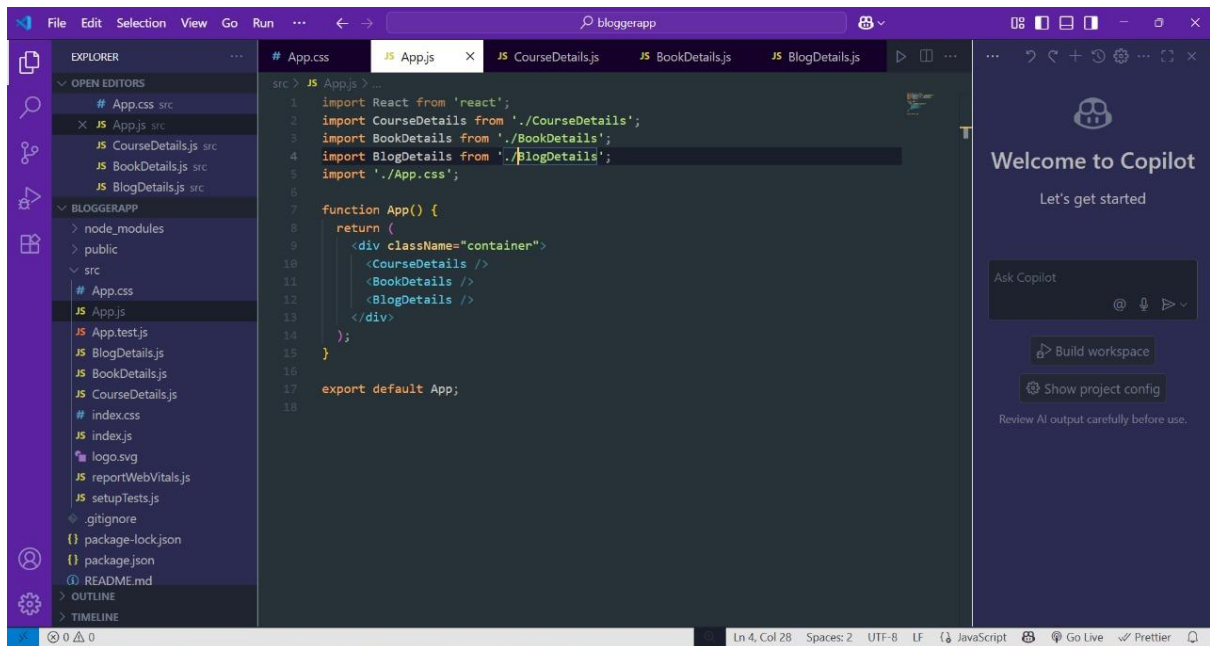 File Edit Selection View Go Run ··· bloggerapp
EXPLORER ···
OPEN EDITORS
# App.css src
JS App.js src
JS CourseDetails.js src
JS BookDetails.js src
JS BlogDetails.js src
BLOGGERAPP
node_modules
public
src
# App.css
JS App.js
JS App.test.js
JS BlogDetails.js
JS BookDetails.js
JS CourseDetails.js
# index.css
JS index.js
logo.svg
JS reportWebVitals.js
JS setupTests.js
.gitignore
{} package-lock.json
{} package.json
README.md
OUTLINE
TIMELINE
# App.css JS App.js JS CourseDetails.js JS BookDetails.js JS BlogDetails.js
src > JS App.js > ...
1 import React from 'react';
2 import CourseDetails from './CourseDetails';
3 import BookDetails from './BookDetails';
4 import BlogDetails from './BlogDetails';
5 import './App.css';
6
7 function App() {
8 return (
9 <div className="container">
10 <CourseDetails />
11 <BookDetails />
12 <BlogDetails />
13 </div>
14 );
15 }
16
17 export default App;
18
Welcome to Copilot
Let's get started
Ask Copilot
@
Build workspace
Show project config
Review AI output carefully before use.
0 0 Ln 4, Col 28 Spaces: 2 UTF-8 LF JavaScript Go Live Prettier